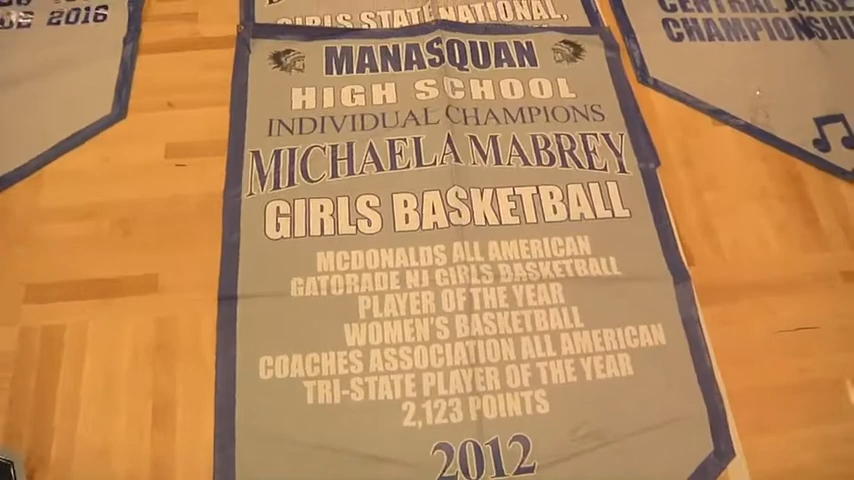 2016
GIRLS STATE NATIONAL,
CENTRAL JERSEY
CHAMPIONSHIP
MANASQUAN
HIGH SCHOOL
INDIVIDUAL CHAMPIONS
MICHAELA MABREY
GIRLS BASKETBALL
MCDONALDS ALL AMERICAN
GATORADE NJ GIRLS BASKETBALL
PLAYER OF THE YEAR
WOMEN'S BASKETBALL
COACHES ASSOCIATION ALL AMERICAN
TRI-STATE PLAYER OF THE YEAR
2,123 POINTS
2012